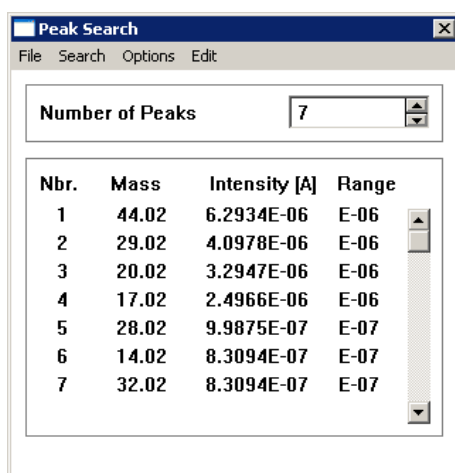 Peak Search
File Search Options Edit
Number of Peaks 7
Nbr. Mass Intensity [A] Range
1 44.02 6.2934E-06 E-06
2 29.02 4.0978E-06 E-06
3 20.02 3.2947E-06 E-06
4 17.02 2.4966E-06 E-06
5 28.02 9.9875E-07 E-07
6 14.02 8.3094E-07 E-07
7 32.02 8.3094E-07 E-07